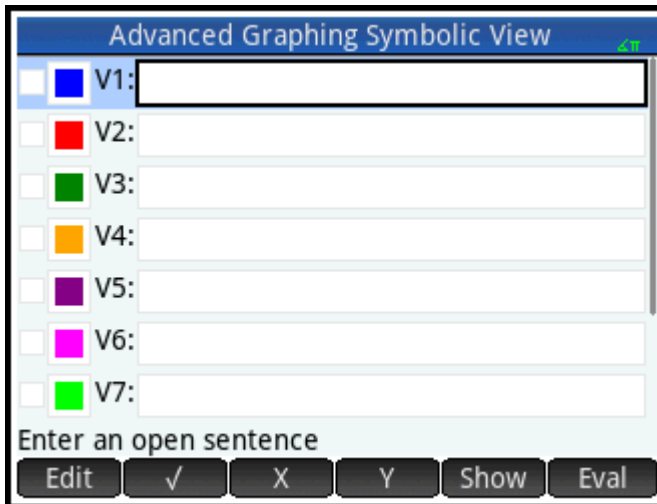 Advanced Graphing Symbolic View ∡π
V1:
V2:
V3:
V4:
V5:
V6:
V7:
Enter an open sentence
Edit √ X Y Show Eval